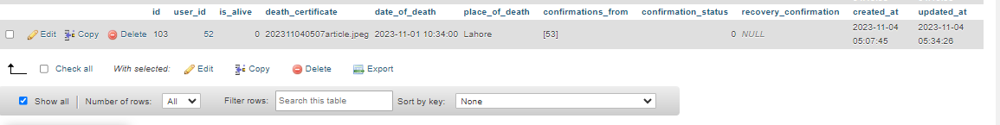 id user_id is_alive death_certificate date_of_death place_of_death confirmations_from confirmation_status recovery_confirmation created_at updated_at
Edit Copy Delete 103 52 0 202311040507article.jpeg 2023-11-01 10:34:00 Lahore [53] 0 NULL 2023-11-04 05:07:45 2023-11-04 05:34:26
Check all With selected: Edit Copy Delete Export
Show all Number of rows: All Filter rows: Search this table Sort by key: None